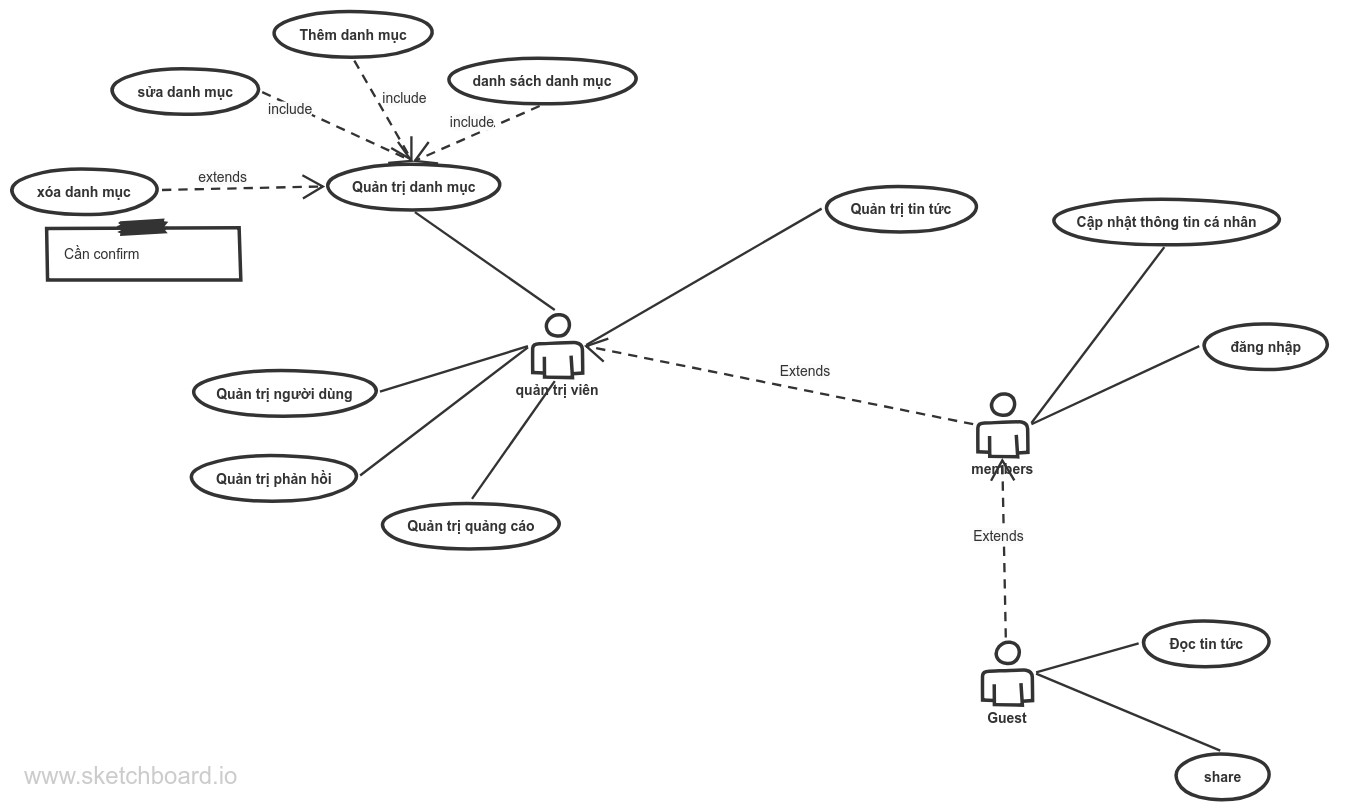 Thêm danh mục
sửa danh mục
danh sách danh mục
include
include
include
xóa danh mục
extends
Quản trị danh mục
Cần confirm
Quản trị tin tức
Cập nhật thông tin cá nhân
đăng nhập
Quản trị người dùng
quản trị viên
Extends
Quản trị phản hồi
members
Quản trị quảng cáo
Extends
Đọc tin tức
Guest
share
www.sketchboard.io